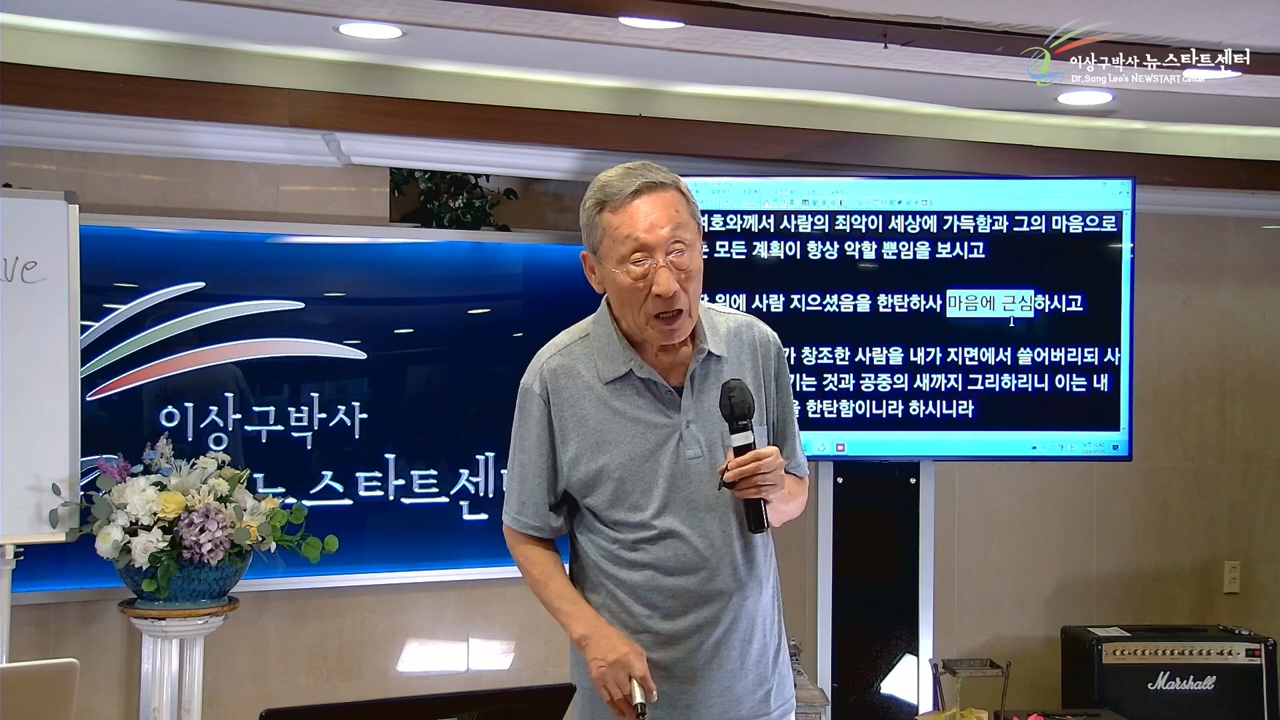 이상구박사 뉴스타트센터
Dr. Sang Lee's NEWSTART Center
여호와께서 사람의 죄악이 세상에 가득함과 그의 마음으로
모든 계획이 항상 악할 뿐임을 보시고
위에 사람 지으셨음을 한탄하사 마음에 근심하시고
창조한 사람을 내가 지면에서 쓸어버리되 사
기는 것과 공중의 새까지 그리하리니 이는 내
한탄함이니라 하시니라
이상구박사
뉴스타트센
Marshall